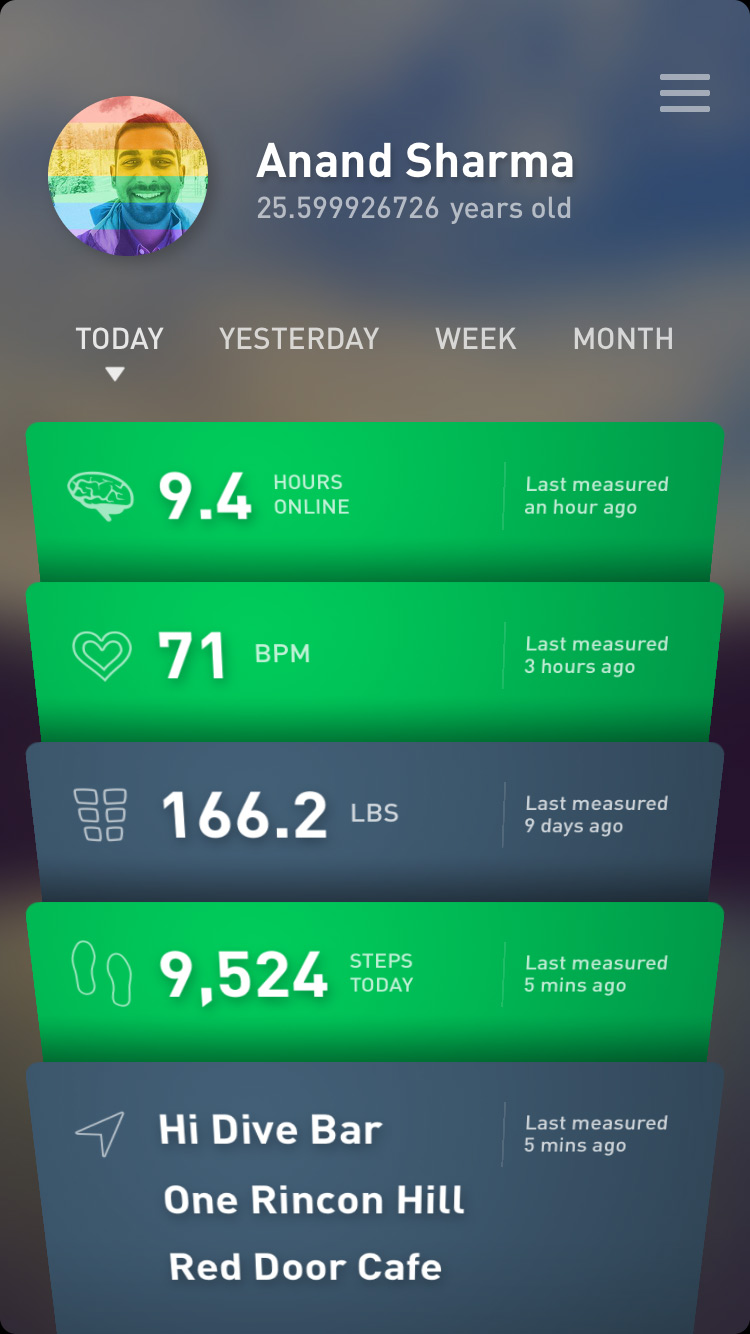 Anand Sharma
25.599926726 years old
TODAY YESTERDAY WEEK MONTH
9.4 HOURS ONLINE
Last measured
an hour ago
71 BPM
Last measured
3 hours ago
166.2 LBS
Last measured
9 days ago
9,524 STEPS TODAY
Last measured
5 mins ago
Hi Dive Bar
Last measured
5 mins ago
One Rincon Hill
Red Door Cafe